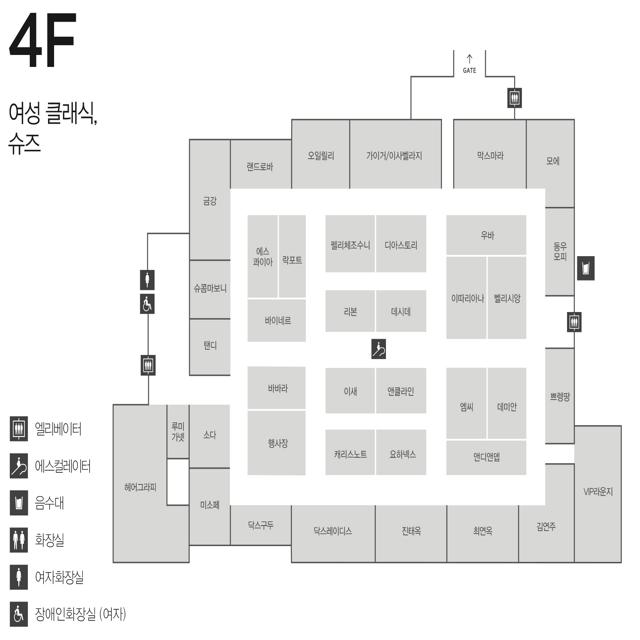 4F
여성 클래식,
슈즈
GATE
오일릴리
가이거/이사벨라지
막스마라
모에
랜드로바
금강
에스
콰이아
락포트
펠리체조수니
디아스토리
우바
동우
모피
슈콤마보니
바이네르
리본
데시데
이따리아나
벨리시앙
탠디
바바라
이새
앤클라인
엠씨
데미안
쁘렝땅
루미
가넷
소다
행사장
캐리스노트
요하넥스
앤디앤뎁
헤어그라피
미소페
VIP라운지
닥스구두
닥스레이디스
진태옥
최연옥
김연주
엘리베이터
에스컬레이터
음수대
화장실
여자화장실
장애인화장실 (여자)